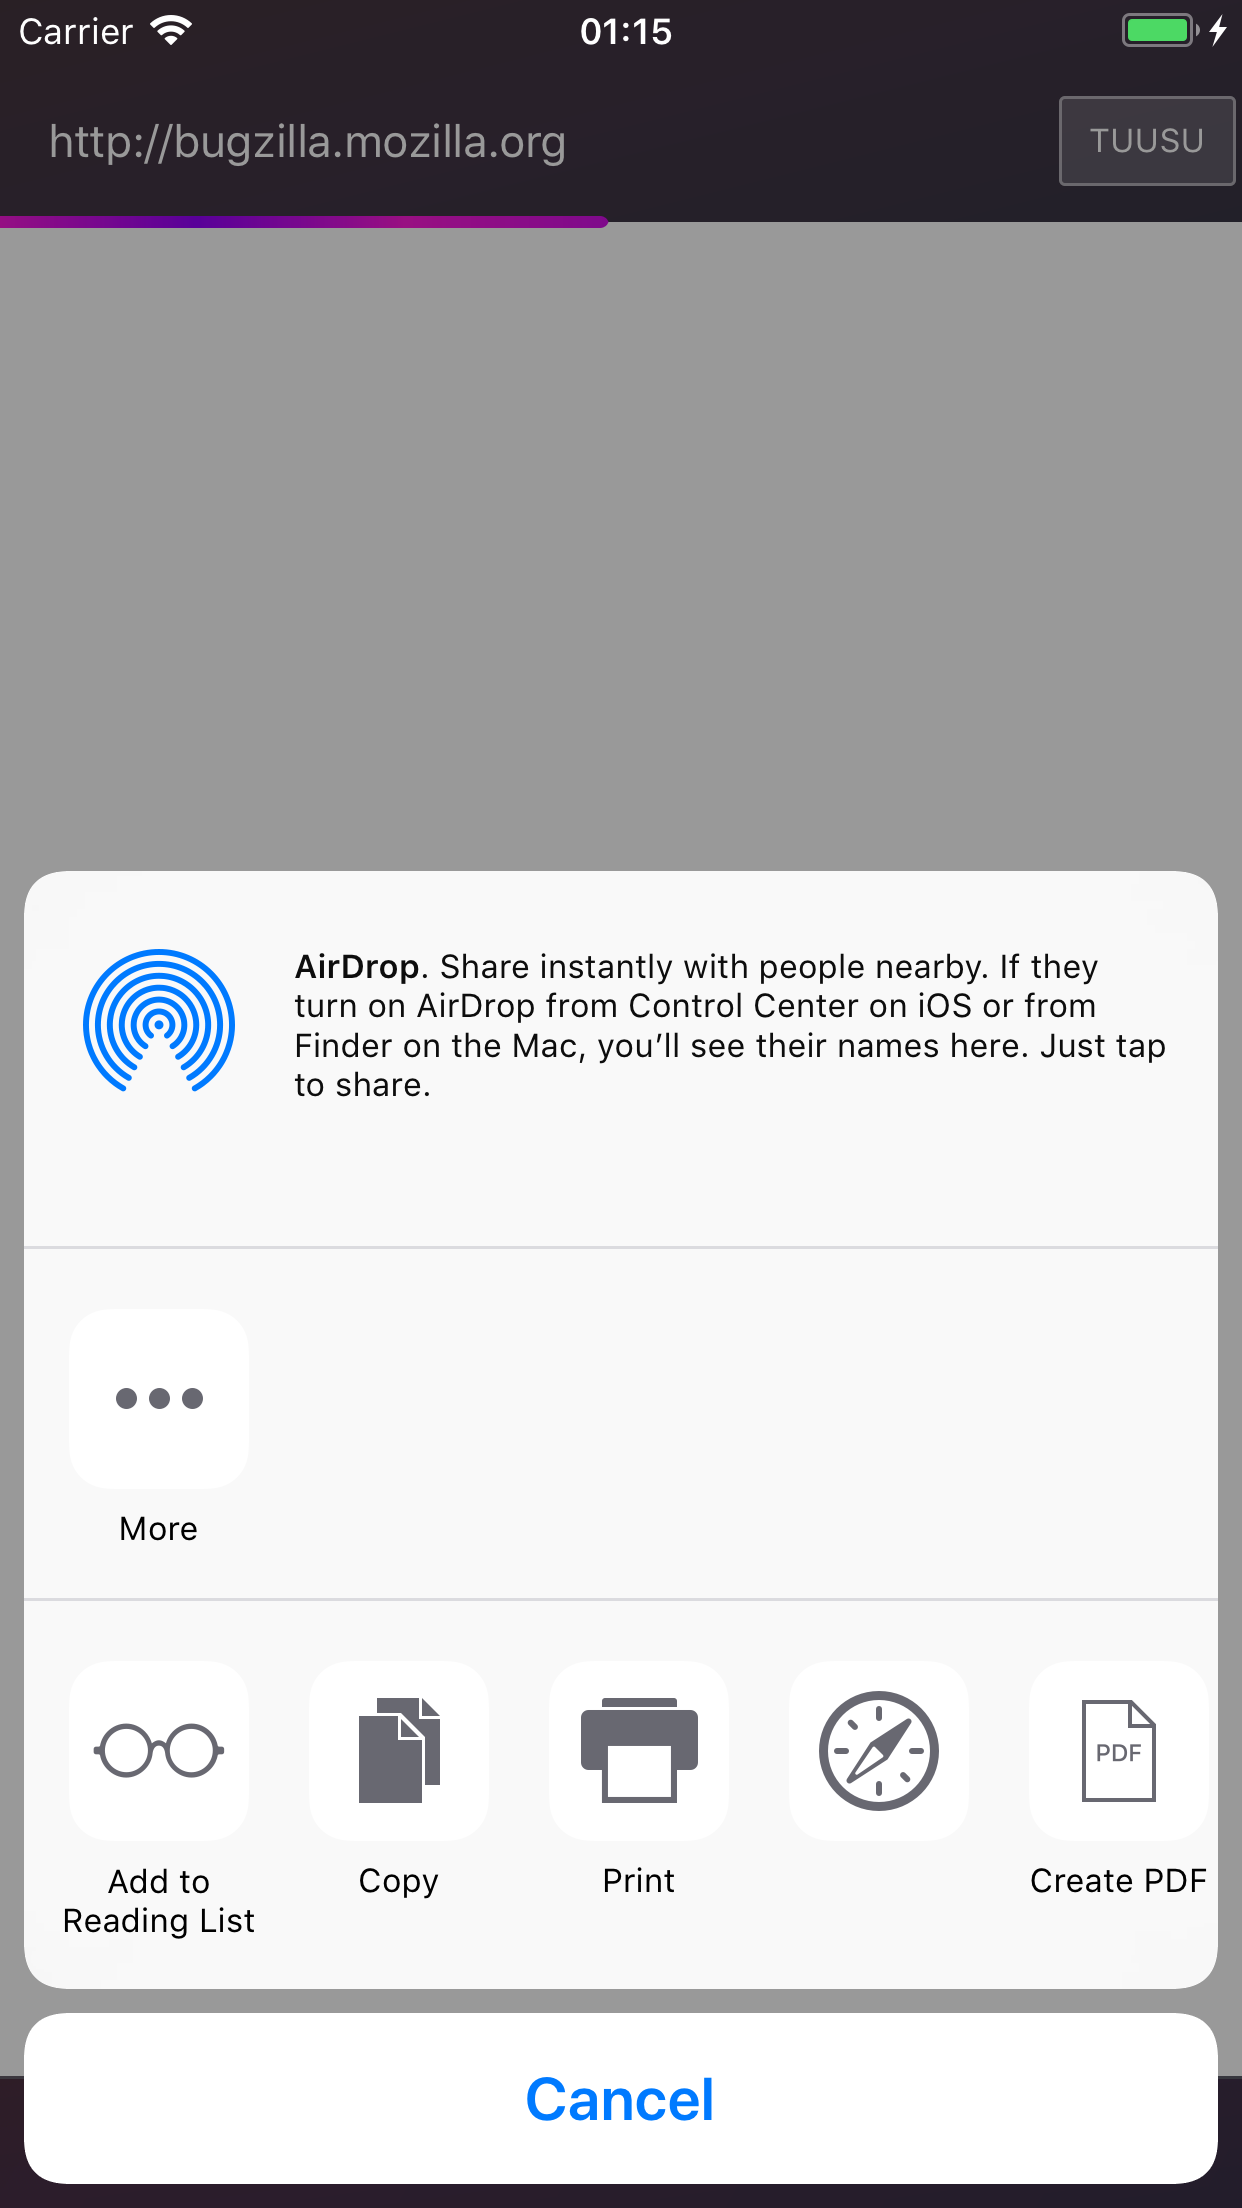 Carrier
01:15
http://bugzilla.mozilla.org
TUUSU
AirDrop. Share instantly with people nearby. If they
turn on AirDrop from Control Center on iOS or from
Finder on the Mac, you’ll see their names here. Just tap
to share.
More
Add to
Reading List
Copy
Print
PDF
Create PDF
Cancel